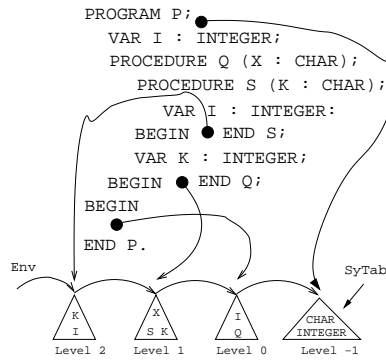 PROGRAM P;
VAR I : INTEGER;
PROCEDURE Q (X : CHAR);
PROCEDURE S (K : CHAR);
VAR I : INTEGER:
BEGIN END S;
VAR K : INTEGER;
BEGIN END Q;
BEGIN
END P.
Env
SyTab
K
I
X
S K
I
Q
CHAR
INTEGER
Level 2 Level 1 Level 0 Level -1